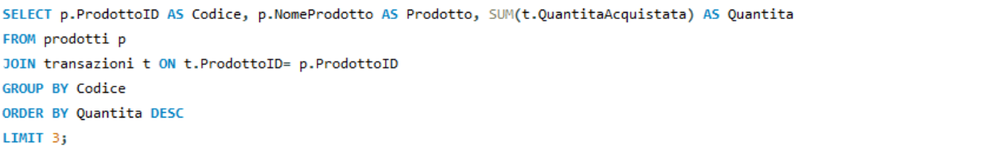 SELECT p.ProdottoID AS Codice, p.NomeProdotto AS Prodotto, SUM(t.QuantitaAcquistata) AS Quantita
FROM prodotti p
JOIN transazioni t ON t.ProdottoID= p.ProdottoID
GROUP BY Codice
ORDER BY Quantita DESC
LIMIT 3;